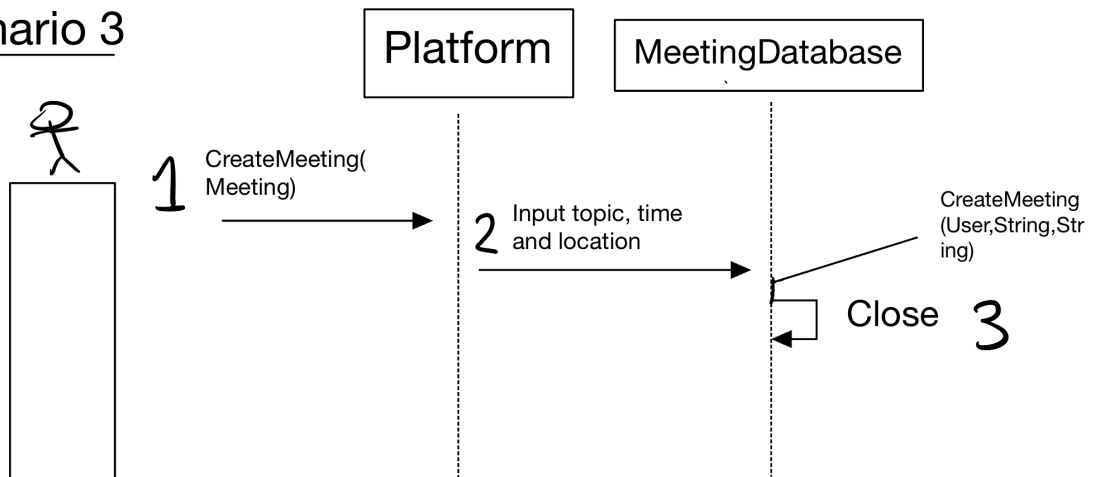 nario 3
Platform
MeetingDatabase
1
CreateMeeting(
Meeting)
2
Input topic, time
and location
CreateMeeting
(User,String,Str
ing)
Close
3